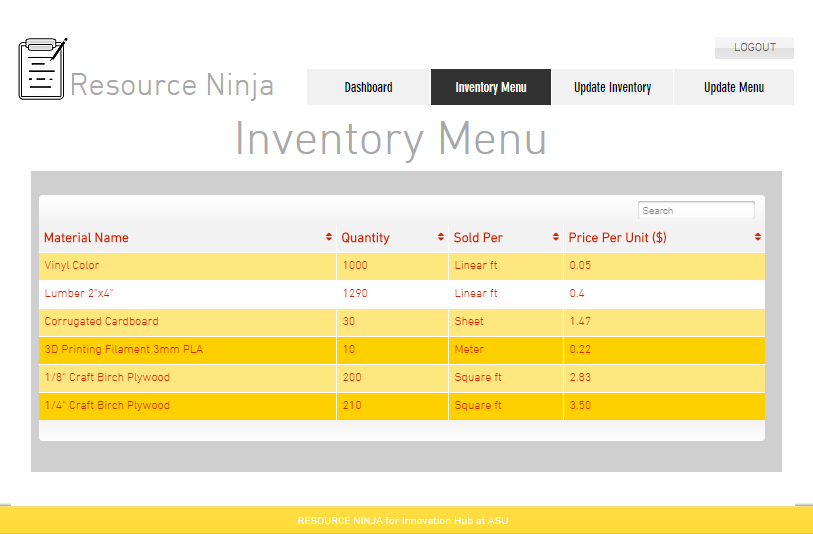 LOGOUT
Resource Ninja
Dashboard Inventory Menu Update Inventory Update Menu
Inventory Menu
Search
Material Name Quantity Sold Per Price Per Unit ($)
Vinyl Color 1000 Linear ft 0.05
Lumber 2"x4" 1290 Linear ft 0.4
Corrugated Cardboard 30 Sheet 1.47
3D Printing Filament 3mm PLA 10 Meter 0.22
1/8" Craft Birch Plywood 200 Square ft 2.83
1/4" Craft Birch Plywood 210 Square ft 3.50
RESOURCE NINJA for Innovation Hub at ASU